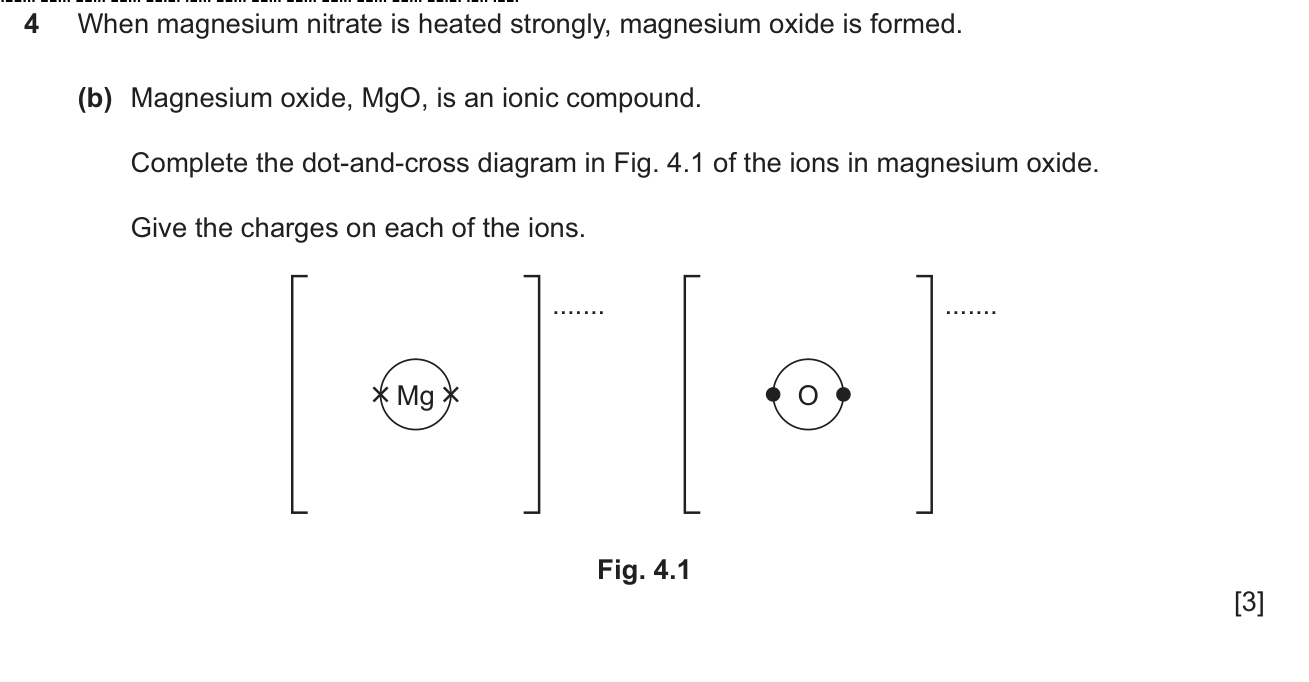 4 When magnesium nitrate is heated strongly, magnesium oxide is formed.
(b) Magnesium oxide, MgO, is an ionic compound.
Complete the dot-and-cross diagram in Fig. 4.1 of the ions in magnesium oxide.
Give the charges on each of the ions.
....... .......
Mg O
Fig. 4.1
[3]